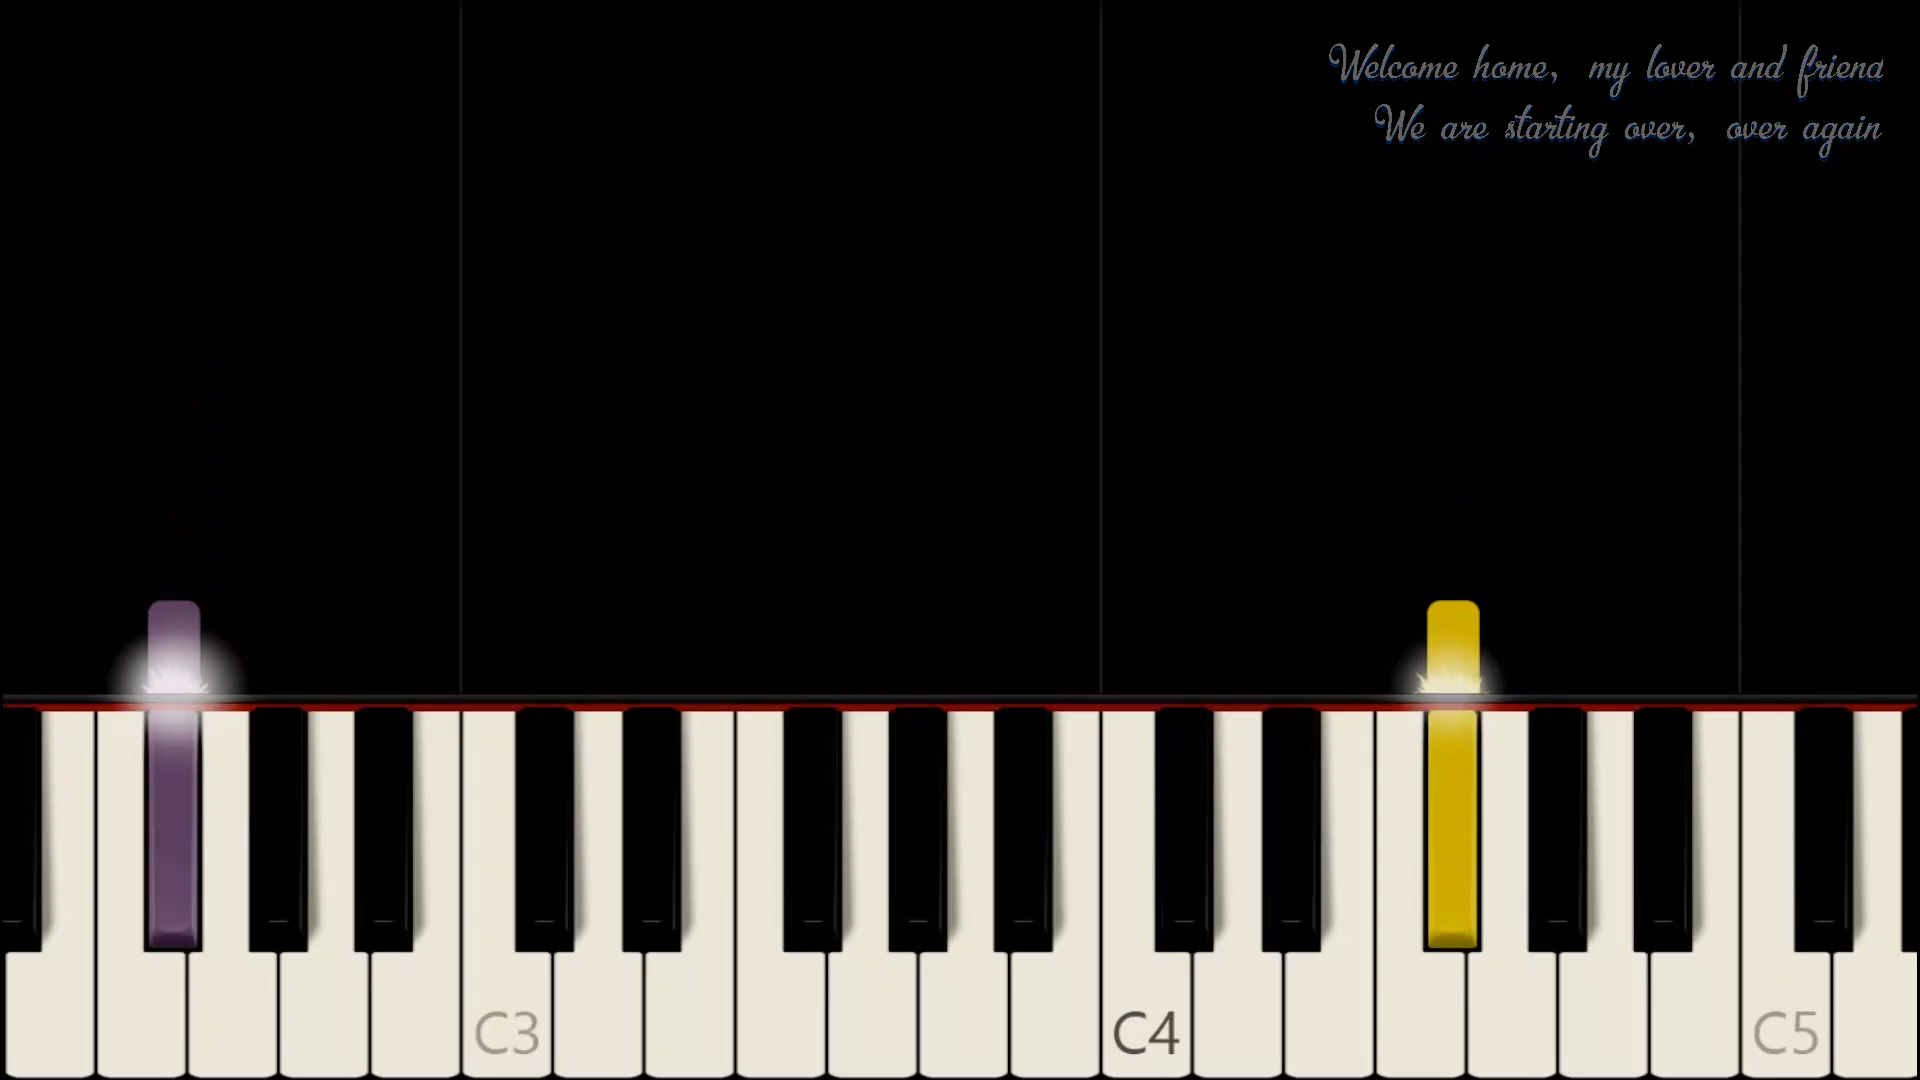 Welcome home, my lover and friend
We are starting over, over again
C3 C4 C5